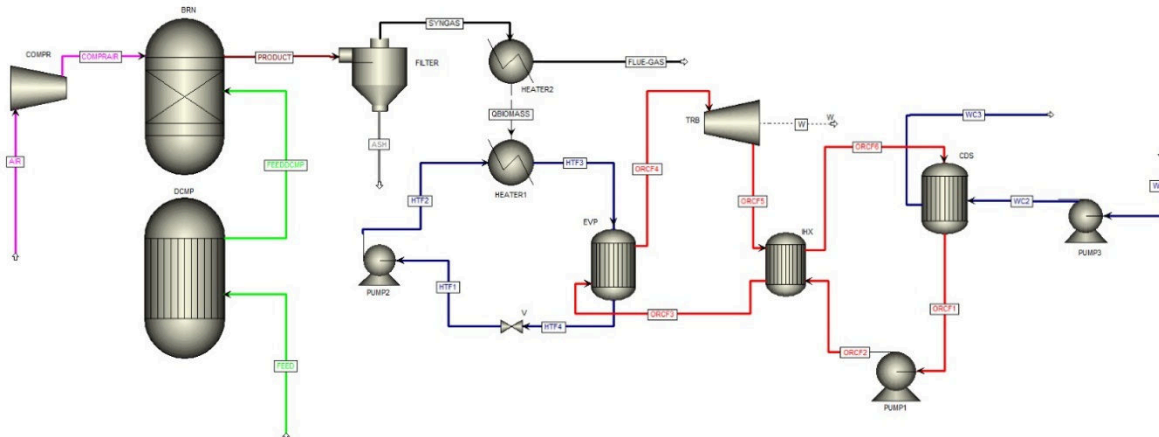 COMPR
AIR
COMPRAIR
BRN
PRODUCT
FEEDDCMP
DCMP
FEED
FILTER
SYNGAS
ASH
HEATER2
FLUE-GAS
QBIOMASS
HEATER1
HTF2
HTF3
PUMP2
HTF1
V
HTF4
EVP
ORCF4
ORCF3
TRB
W
W
ORCF5
IHX
ORCF6
ORCF2
PUMP1
ORCF1
CDS
WC3
WC2
PUMP3